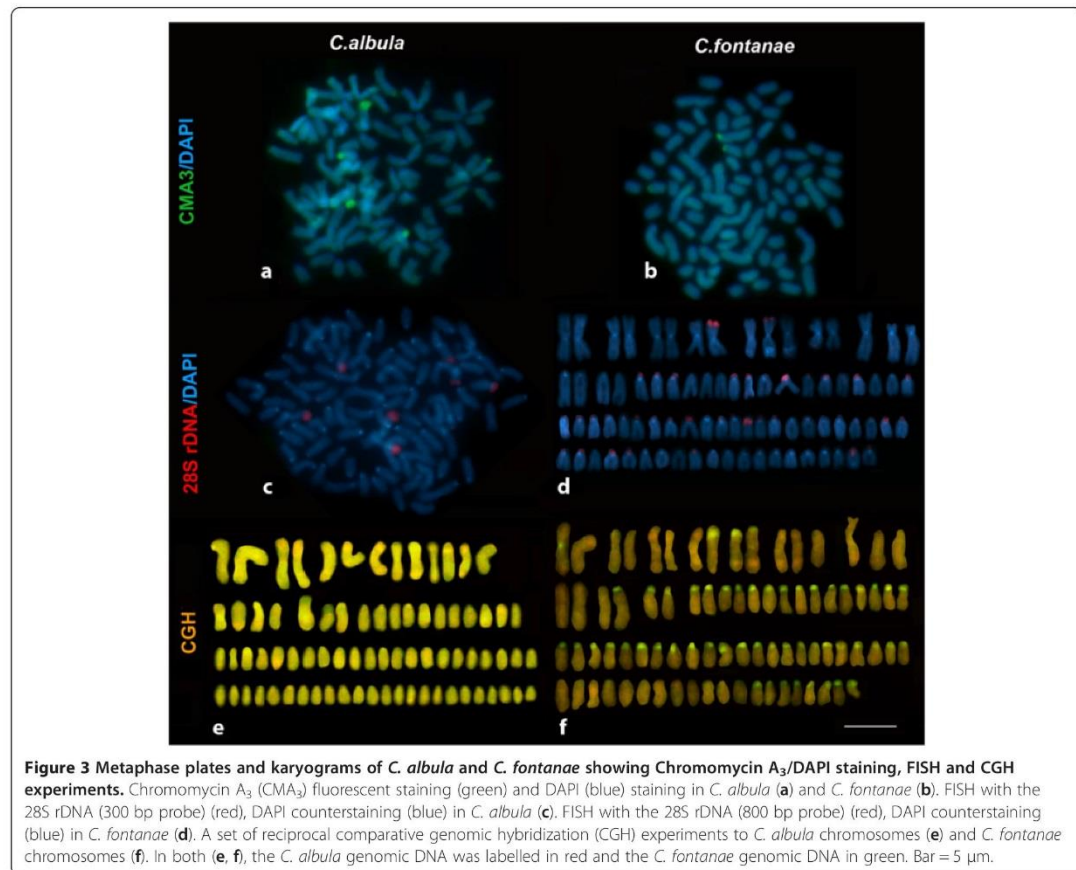 C.albula
C.fontanae
CMA3/DAPI
a
b
28S rDNA/DAPI
c
d
CGH
e
f
Figure 3 Metaphase plates and karyograms of C. albula and C. fontanae showing Chromomycin A₃/DAPI staining, FISH and CGH
experiments. Chromomycin A₃ (CMA₃) fluorescent staining (green) and DAPI (blue) staining in C. albula (a) and C. fontanae (b). FISH with the
28S rDNA (300 bp probe) (red), DAPI counterstaining (blue) in C. albula (c). FISH with the 28S rDNA (800 bp probe) (red), DAPI counterstaining
(blue) in C. fontanae (d). A set of reciprocal comparative genomic hybridization (CGH) experiments to C. albula chromosomes (e) and C. fontanae
chromosomes (f). In both (e, f), the C. albula genomic DNA was labelled in red and the C. fontanae genomic DNA in green. Bar = 5 μm.